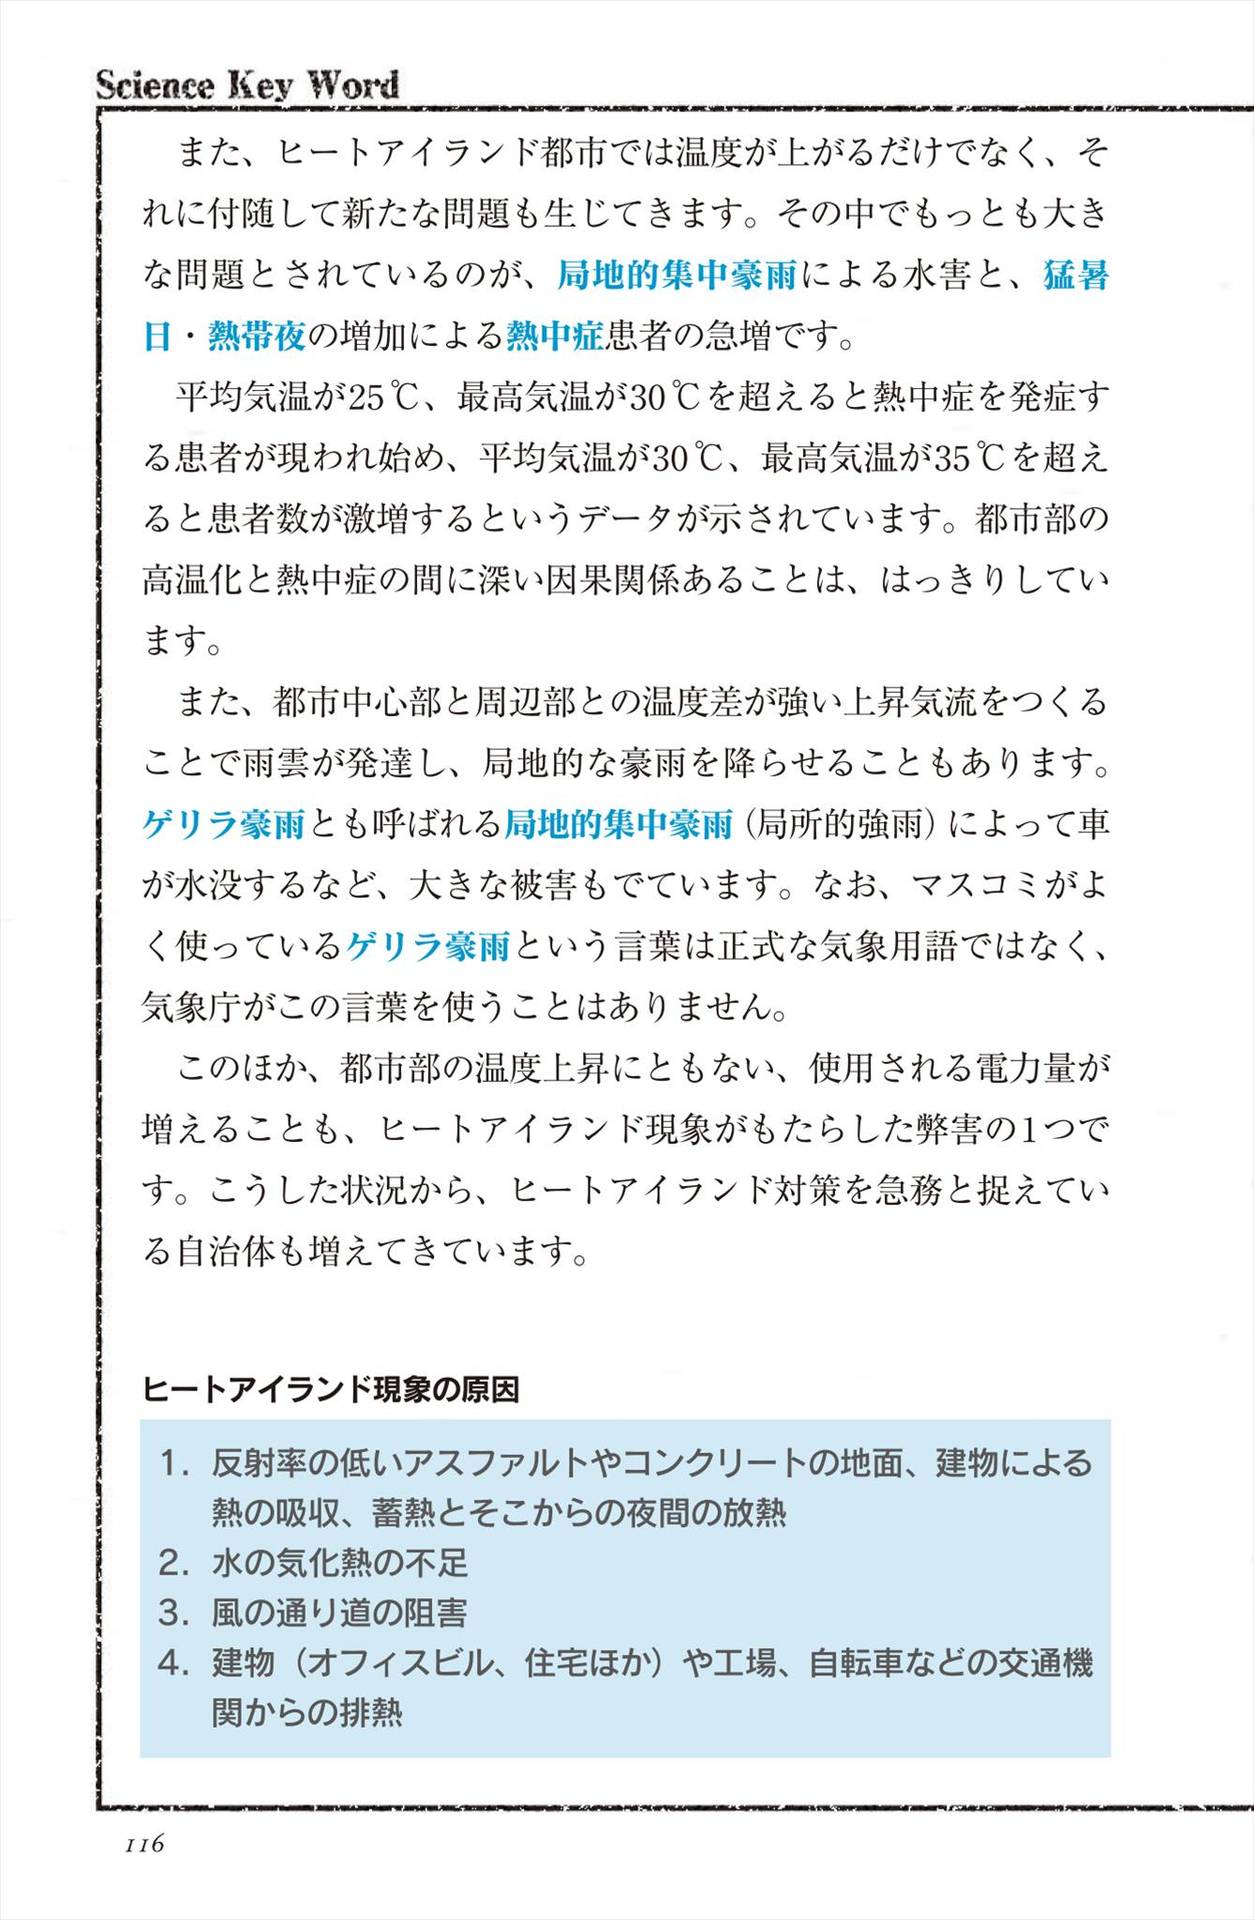 Science Key Word
また、ヒートアイランド都市では温度が上がるだけでなく、そ
れに付随して新たな問題も生じてきます。その中でもっとも大き
な問題とされているのが、局地的集中豪雨による水害と、猛暑
日・熱帯夜の増加による熱中症患者の急増です。
平均気温が25℃、最高気温が30℃を超えると熱中症を発症す
る患者が現われ始め、平均気温が30℃、最高気温が35℃を超え
ると患者数が激増するというデータが示されています。都市部の
高温化と熱中症の間に深い因果関係あることは、はっきりしてい
ます。
また、都市中心部と周辺部との温度差が強い上昇気流をつくる
ことで雨雲が発達し、局地的な豪雨を降らせることもあります。
ゲリラ豪雨とも呼ばれる局地的集中豪雨（局所的強雨）によって車
が水没するなど、大きな被害もでています。なお、マスコミがよ
く使っているゲリラ豪雨という言葉は正式な気象用語ではなく、
気象庁がこの言葉を使うことはありません。
このほか、都市部の温度上昇にともない、使用される電力量が
増えることも、ヒートアイランド現象がもたらした弊害の1つで
す。こうした状況から、ヒートアイランド対策を急務と捉えてい
る自治体も増えてきています。
ヒートアイランド現象の原因
1. 反射率の低いアスファルトやコンクリートの地面、建物による
熱の吸収、蓄熱とそこからの夜間の放熱
2. 水の気化熱の不足
3. 風の通り道の阻害
4. 建物（オフィスビル、住宅ほか）や工場、自転車などの交通機
関からの排熱
116